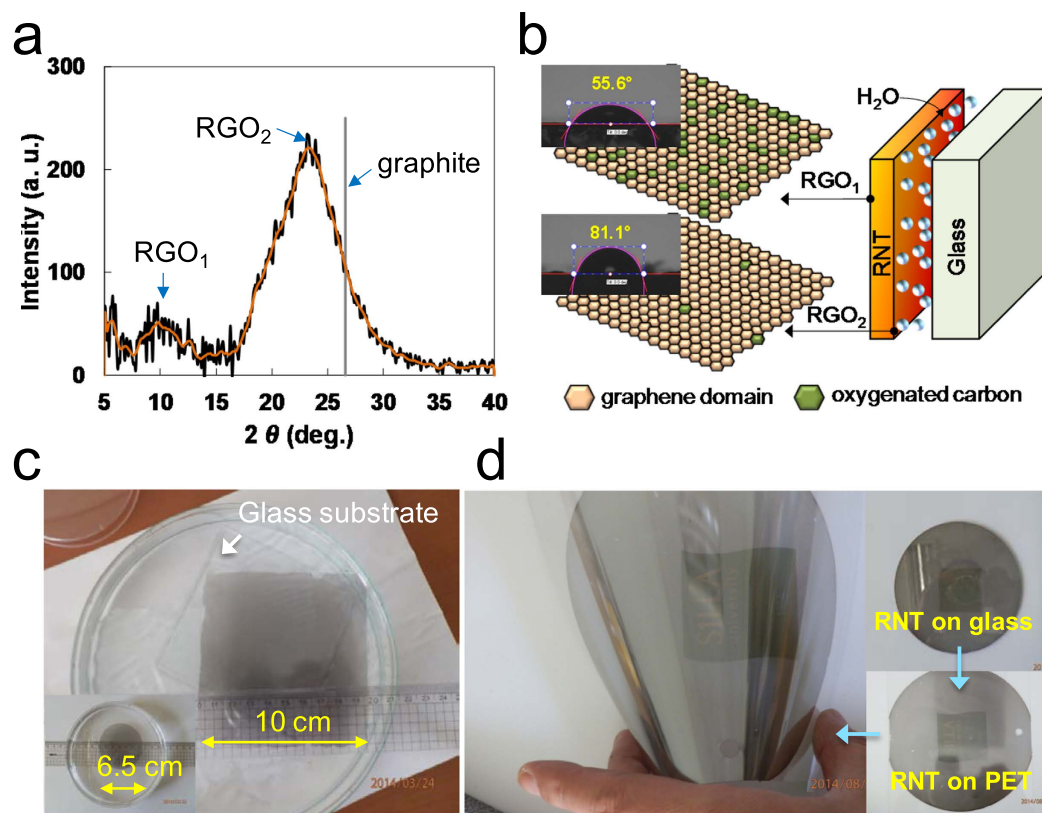 a
300
200
100
0
Intensity (a. u.)
RGO₂
graphite
RGO₁
5 10 15 20 25 30 35 40
2 θ (deg.)
b
55.6°
81.1°
H₂O
RGO₁
RNT
Glass
RGO₂
graphene domain
oxygenated carbon
c
Glass substrate
10 cm
6.5 cm
2014/03/24
d
RNT on glass
RNT on PET